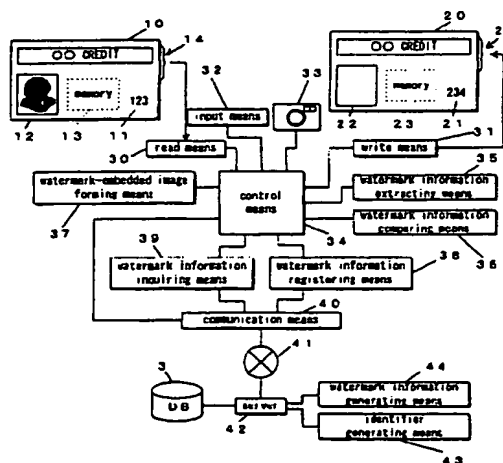 10
20
14
OO CREDIT
33
OO CREDIT
32
memory
123
input means
memory
234
12
13
11
22
23
21
31
30
read means
write means
35
watermark-embedded image
forming means
control
means
watermark information
extracting means
37
34
watermark information
comparing means
39
36
watermark information
inquiring means
watermark information
registering means
38
40
communication means
41
44
3
watermark information
generating means
DB
42
identifier
generating means
43